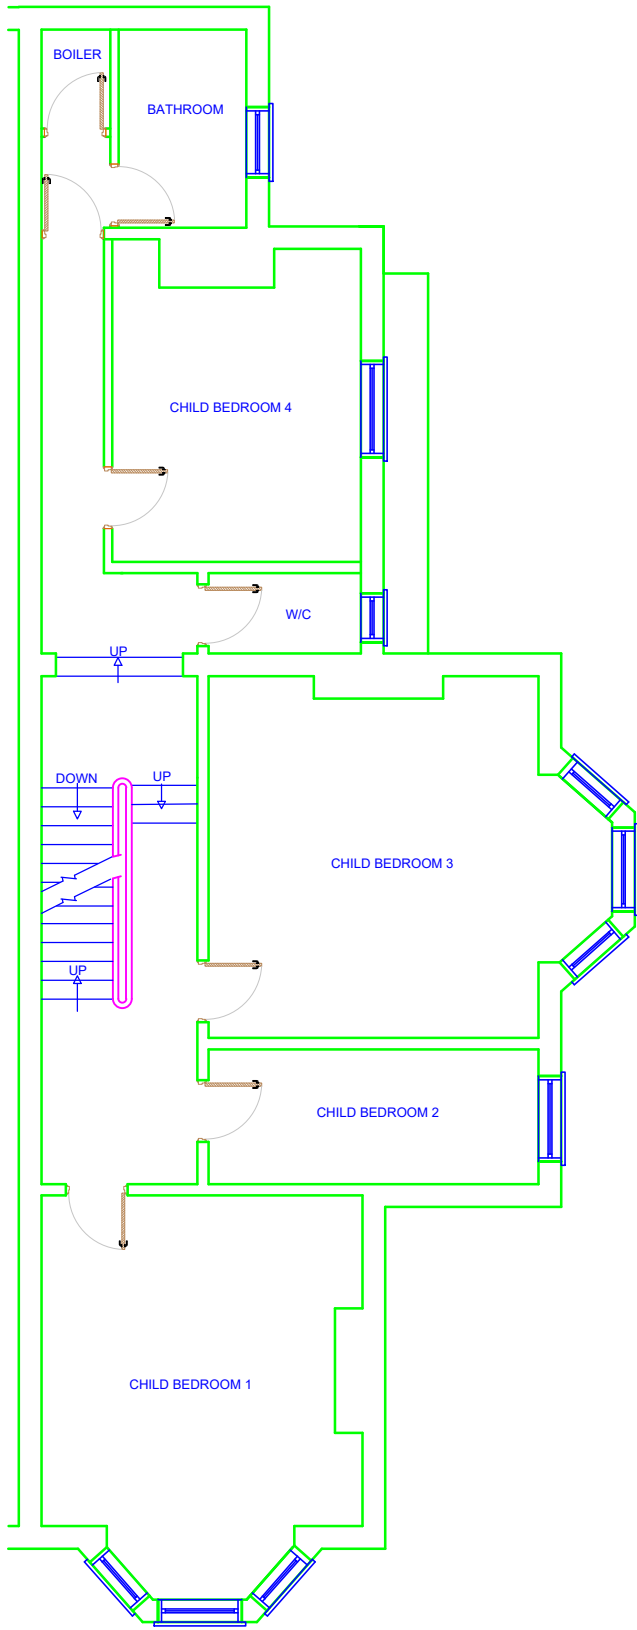 BOILER
BATHROOM
CHILD BEDROOM 4
W/C
UP
DOWN
UP
CHILD BEDROOM 3
UP
CHILD BEDROOM 2
CHILD BEDROOM 1